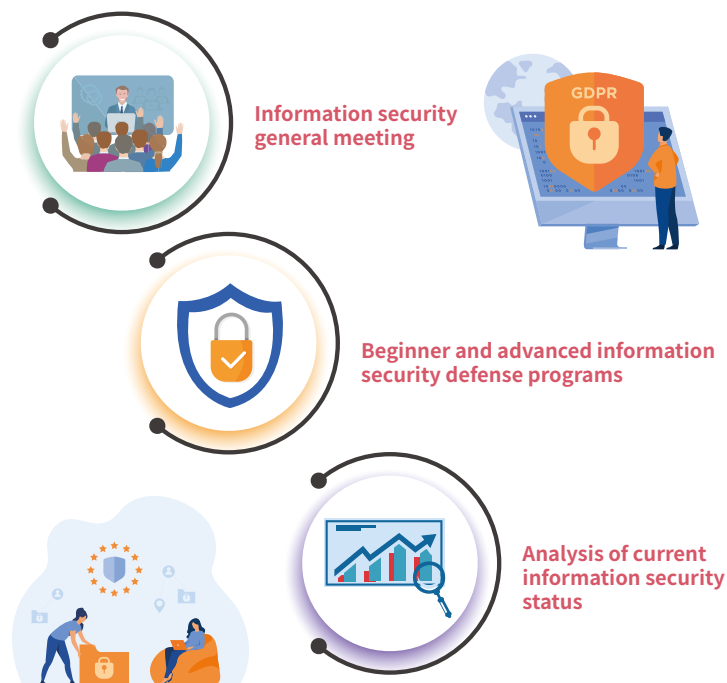 Information security
general meeting
GDPR
Beginner and advanced information
security defense programs
Analysis of current
information security
status